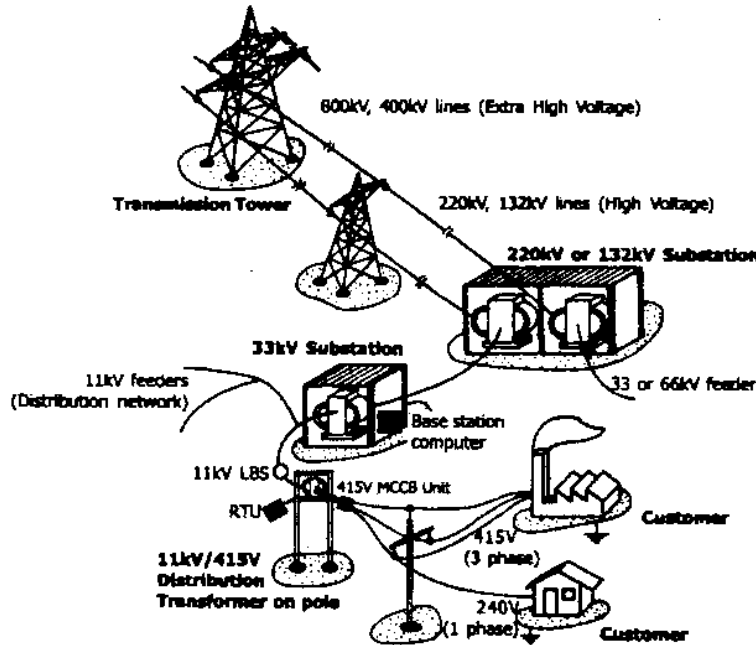 600kV, 400kV lines (Extra High Voltage)
Transmission Tower
220kV, 132kV lines (High Voltage)
220kV or 132kV Substation
33kV Substation
11kV feeders
(Distribution network)
33 or 66kV feeder
Base station
computer
11kV LBS
415V MCCB Unit
RTU
Customer
415V
(3 phase)
11kV/415V
Distribution
Transformer on pole
240V
(1 phase)
Customer